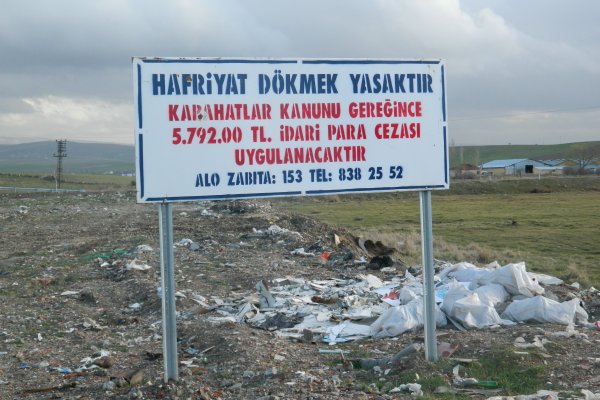 HAFRİYAT DÖKMEK YASAKTIR
KABAHATLAR KANUNU GEREĞİNCE
5.792.00 TL. İDARİ PARA CEZASI
UYGULANACAKTIR
ALO ZABITA: 153 TEL: 838 25 52